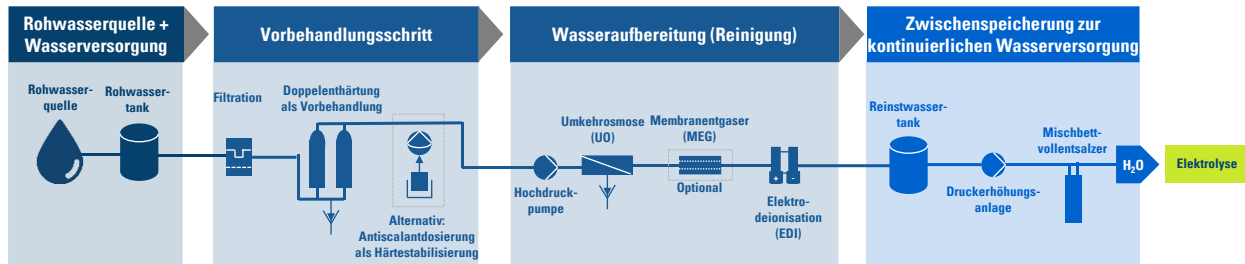 Rohwasserquelle +
Wasserversorgung
Vorbehandlungsschritt
Wasseraufbereitung (Reinigung)
Zwischenspeicherung zur
kontinuierlichen Wasserversorgung
Rohwasser-
quelle
Rohwasser-
tank
Filtration
Doppelenthärtung
als Vorbehandlung
Alternativ:
Antiscalantdosierung
als Härtestabilisierung
Hochdruck-
pumpe
Umkehrosmose
(UO)
Membranentgaser
(MEG)
Optional
Elektro-
deionisation
(EDI)
Reinstwasser-
tank
Druckerhöhungs-
anlage
Mischbett-
vollentsalzer
H₂O
Elektrolyse